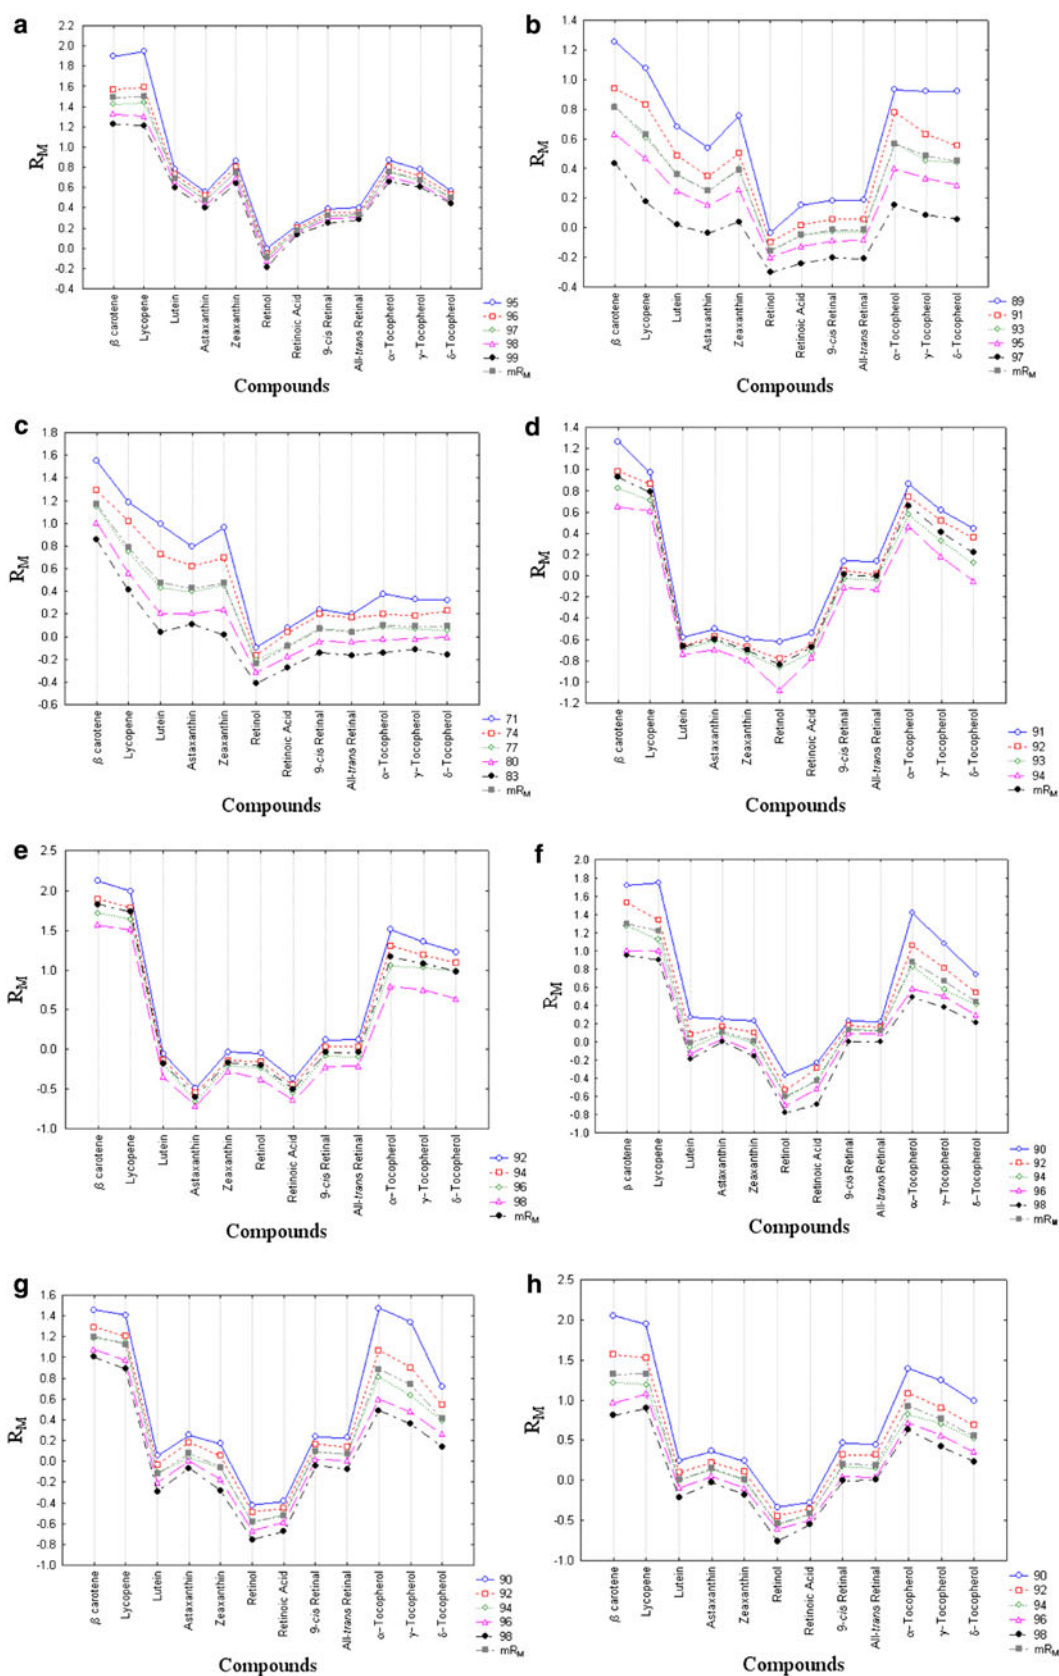 a
R_M
2.2
2.0
1.8
1.6
1.4
1.2
1.0
0.8
0.6
0.4
0.2
0.0
-0.2
-0.4
β carotene
Lycopene
Lutein
Astaxanthin
Zeaxanthin
Retinol
Retinoic Acid
9-cis Retinal
All-trans Retinal
α-Tocopherol
γ-Tocopherol
δ-Tocopherol
Compounds
95
96
97
98
99
mR_M
b
R_M
1.4
1.2
1.0
0.8
0.6
0.4
0.2
0.0
-0.2
-0.4
β carotene
Lycopene
Lutein
Astaxanthin
Zeaxanthin
Retinol
Retinoic Acid
9-cis Retinal
All-trans Retinal
α-Tocopherol
γ-Tocopherol
δ-Tocopherol
Compounds
89
91
93
95
97
mR_M
c
R_M
1.8
1.6
1.4
1.2
1.0
0.8
0.6
0.4
0.2
0.0
-0.2
-0.4
-0.6
β carotene
Lycopene
Lutein
Astaxanthin
Zeaxanthin
Retinol
Retinoic Acid
9-cis Retinal
All-trans Retinal
α-Tocopherol
γ-Tocopherol
δ-Tocopherol
Compounds
71
74
77
80
83
mR_M
d
R_M
1.4
1.2
1.0
0.8
0.6
0.4
0.2
0.0
-0.2
-0.4
-0.6
-0.8
-1.0
-1.2
β carotene
Lycopene
Lutein
Astaxanthin
Zeaxanthin
Retinol
Retinoic Acid
9-cis Retinal
All-trans Retinal
α-Tocopherol
γ-Tocopherol
δ-Tocopherol
Compounds
91
92
93
94
mR_M
e
R_M
2.5
2.0
1.5
1.0
0.5
0.0
-0.5
-1.0
β carotene
Lycopene
Lutein
Astaxanthin
Zeaxanthin
Retinol
Retinoic Acid
9-cis Retinal
All-trans Retinal
α-Tocopherol
γ-Tocopherol
δ-Tocopherol
Compounds
92
94
96
98
mR_M
f
R_M
2.0
1.8
1.6
1.4
1.2
1.0
0.8
0.6
0.4
0.2
0.0
-0.2
-0.4
-0.6
-0.8
-1.0
β carotene
Lycopene
Lutein
Astaxanthin
Zeaxanthin
Retinol
Retinoic Acid
9-cis Retinal
All-trans Retinal
α-Tocopherol
γ-Tocopherol
δ-Tocopherol
Compounds
90
92
94
96
98
mR_M
g
R_M
1.6
1.4
1.2
1.0
0.8
0.6
0.4
0.2
0.0
-0.2
-0.4
-0.6
-0.8
-1.0
β carotene
Lycopene
Lutein
Astaxanthin
Zeaxanthin
Retinol
Retinoic Acid
9-cis Retinal
All-trans Retinal
α-Tocopherol
γ-Tocopherol
δ-Tocopherol
Compounds
90
92
94
96
98
mR_M
h
R_M
2.5
2.0
1.5
1.0
0.5
0.0
-0.5
-1.0
β carotene
Lycopene
Lutein
Astaxanthin
Zeaxanthin
Retinol
Retinoic Acid
9-cis Retinal
All-trans Retinal
α-Tocopherol
γ-Tocopherol
δ-Tocopherol
Compounds
90
92
94
96
98
mR_M